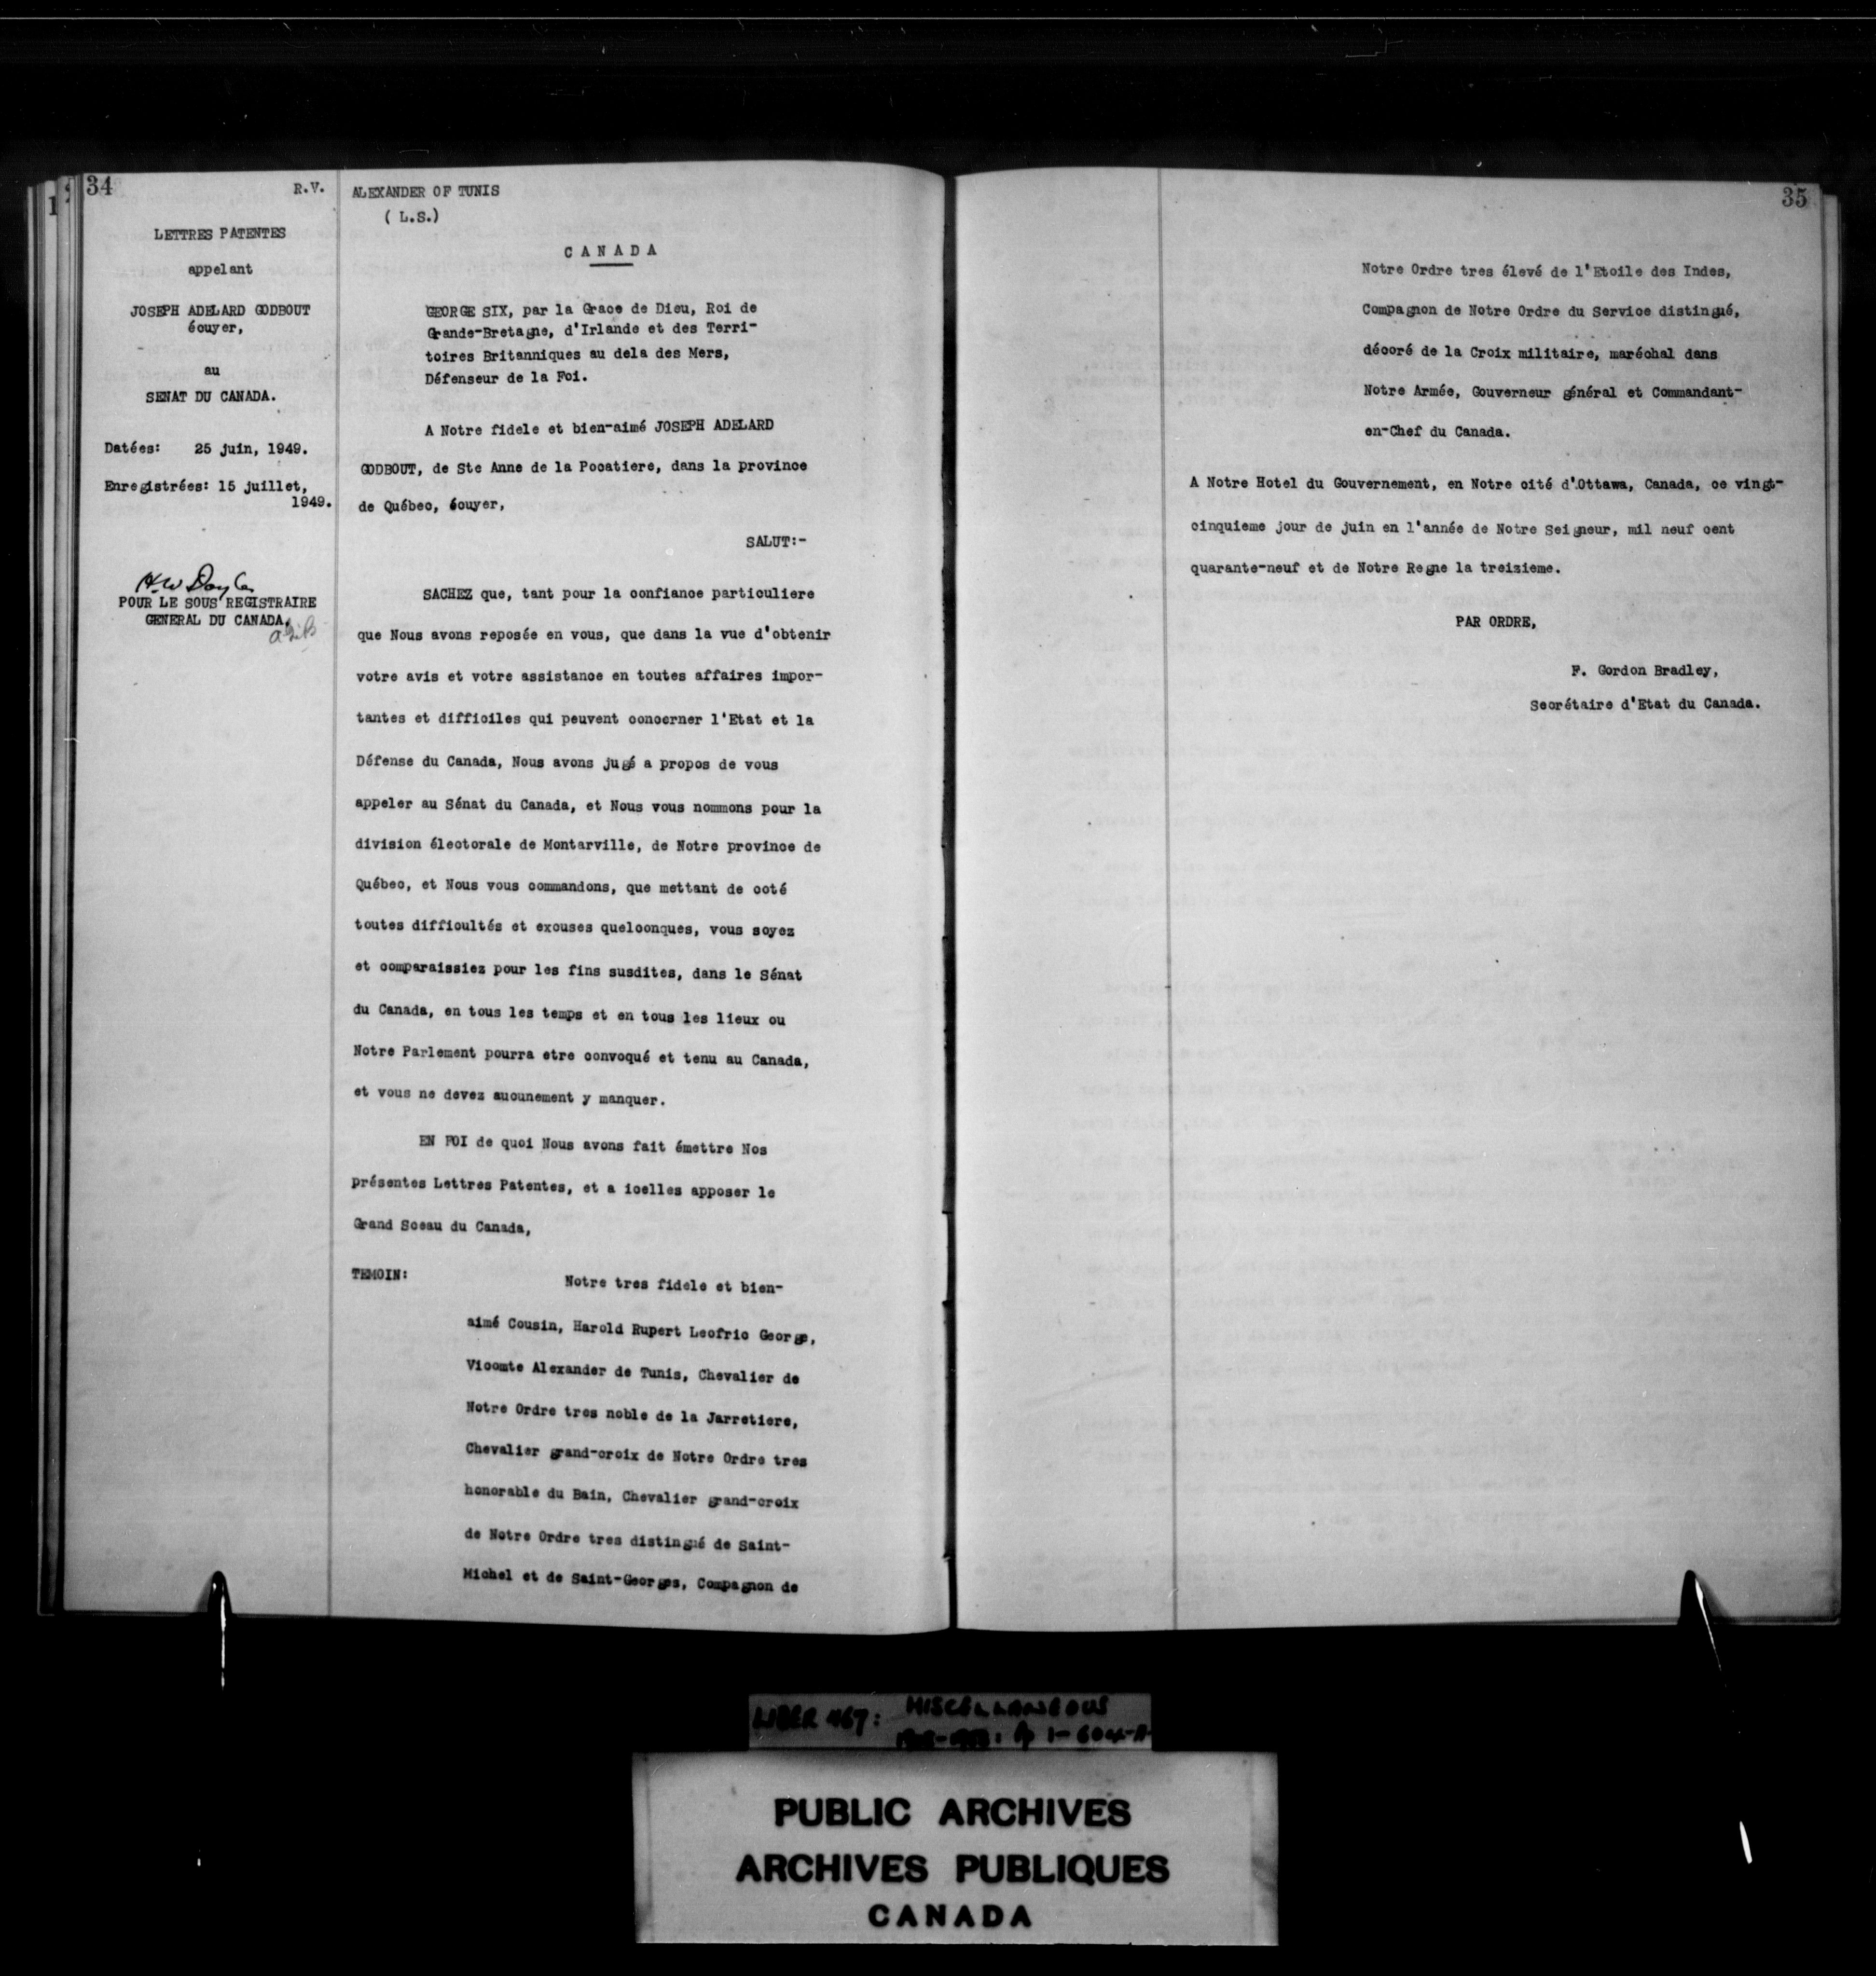 34
R.V.
LETTRES PATENTES
appelant
JOSEPH ADELARD GODBOUT
écuyer,
au
SENAT DU CANADA.
Datées: 25 juin, 1949.
Enregistrées: 15 juillet,
1949.
POUR LE SOUS REGISTRAIRE
GENERAL DU CANADA.
ALEXANDER OF TUNIS
( L.S.)
CANADA
GEORGE SIX, par la Grace de Dieu, Roi de
Grande-Bretagne, d'Irlande et des Terri-
toires Britanniques au dela des Mers,
Défenseur de la Foi.
A Notre fidele et bien-aimé JOSEPH ADELARD
GODBOUT, de Ste Anne de la Pocatiere, dans la province
de Québec, écuyer,
SALUT:-
SACHEZ que, tant pour la confiance particuliere
que Nous avons reposée en vous, que dans la vue d'obtenir
votre avis et votre assistance en toutes affaires impor-
tantes et difficiles qui peuvent concerner l'Etat et la
Défense du Canada, Nous avons jugé a propos de vous
appeler au Sénat du Canada, et Nous vous nommons pour la
division électorale de Montarville, de Notre province de
Québec, et Nous vous commandons, que mettant de coté
toutes difficultés et excuses quelconques, vous soyez
et comparaissiez pour les fins susdites, dans le Sénat
du Canada, en tous les temps et en tous les lieux ou
Notre Parlement pourra etre convoqué et tenu au Canada,
et vous ne devez aucunement y manquer.
EN FOI de quoi Nous avons fait émettre Nos
présentes Lettres Patentes, et a icelles apposer le
Grand Sceau du Canada,
TEMOIN:
Notre tres fidele et bien-
aimé Cousin, Harold Rupert Leofric George,
Vicomte Alexander de Tunis, Chevalier de
Notre Ordre tres noble de la Jarretiere,
Chevalier grand-croix de Notre Ordre tres
honorable du Bain, Chevalier grand-croix
de Notre Ordre tres distingué de Saint-
Michel et de Saint-Georges, Compagnon de
35
Notre Ordre tres élevé de l'Etoile des Indes,
Compagnon de Notre Ordre du Service distingué,
décoré de la Croix militaire, maréchal dans
Notre Armée, Gouverneur général et Commandant-
en-Chef du Canada.
A Notre Hotel du Gouvernement, en Notre cité d'Ottawa, Canada, ce vingt-
cinquieme jour de juin en l'année de Notre Seigneur, mil neuf cent
quarante-neuf et de Notre Regne la treizieme.
PAR ORDRE,
F. Gordon Bradley,
Secrétaire d'Etat du Canada.
LIBER 467: MISCELLANEOUS
PUBLIC ARCHIVES
ARCHIVES PUBLIQUES
CANADA